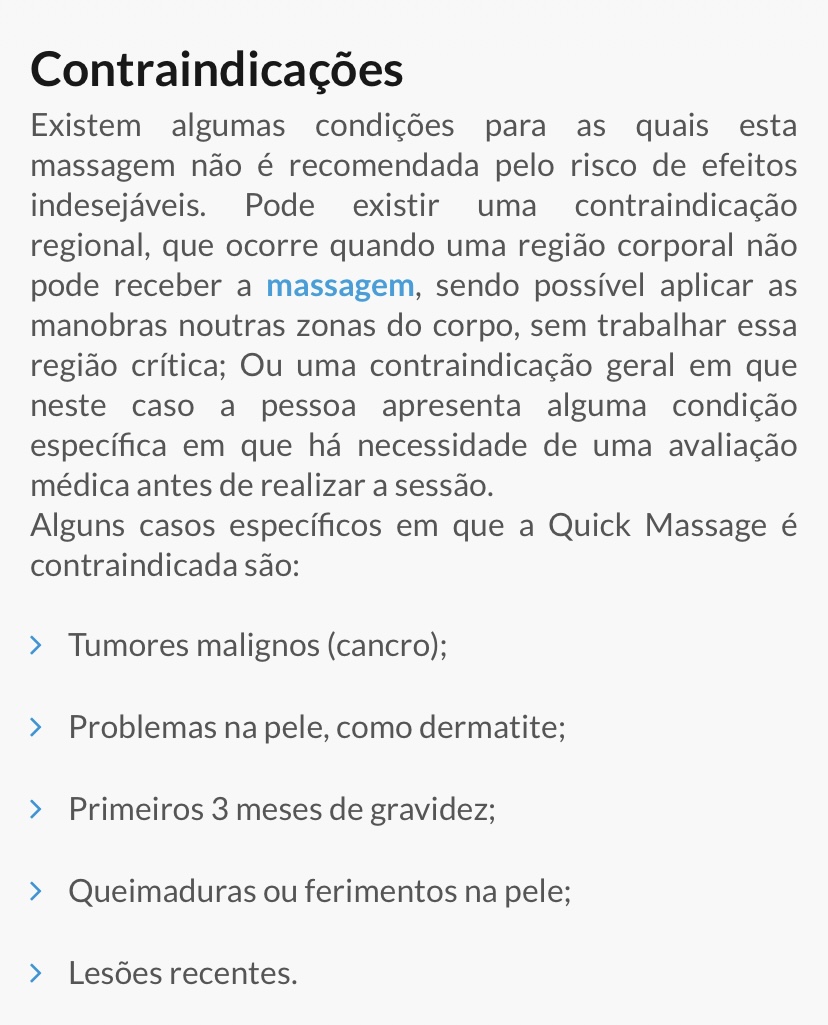 Contraindicações
Existem algumas condições para as quais esta
massagem não é recomendada pelo risco de efeitos
indesejáveis. Pode existir uma contraindicação
regional, que ocorre quando uma região corporal não
pode receber a massagem, sendo possível aplicar as
manobras noutras zonas do corpo, sem trabalhar essa
região crítica; Ou uma contraindicação geral em que
neste caso a pessoa apresenta alguma condição
específica em que há necessidade de uma avaliação
médica antes de realizar a sessão.
Alguns casos específicos em que a Quick Massage é
contraindicada são:
Tumores malignos (cancro);
Problemas na pele, como dermatite;
Primeiros 3 meses de gravidez;
Queimaduras ou ferimentos na pele;
Lesões recentes.